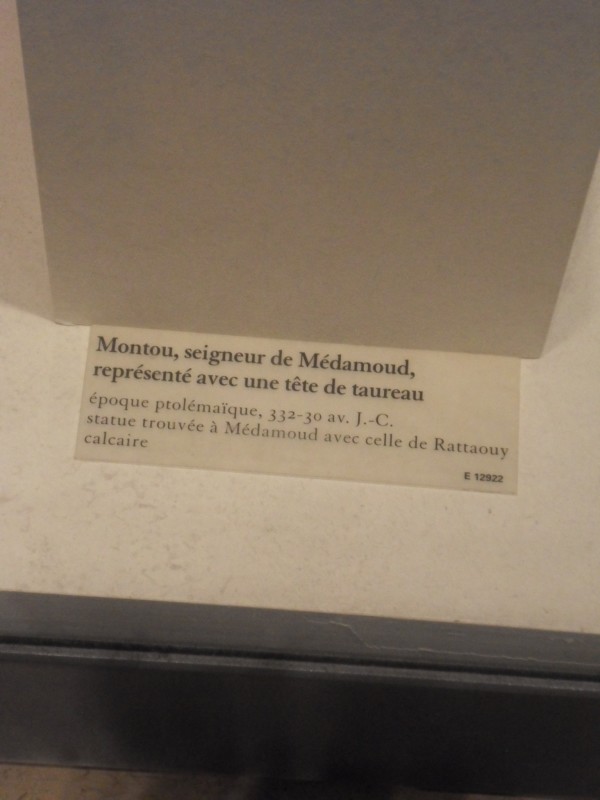 Montou, seigneur de Médamoud,
représenté avec une tête de taureau
époque ptolémaïque, 332-30 av. J.-C.
statue trouvée à Médamoud avec celle de Rattaouy
calcaire
E 12922